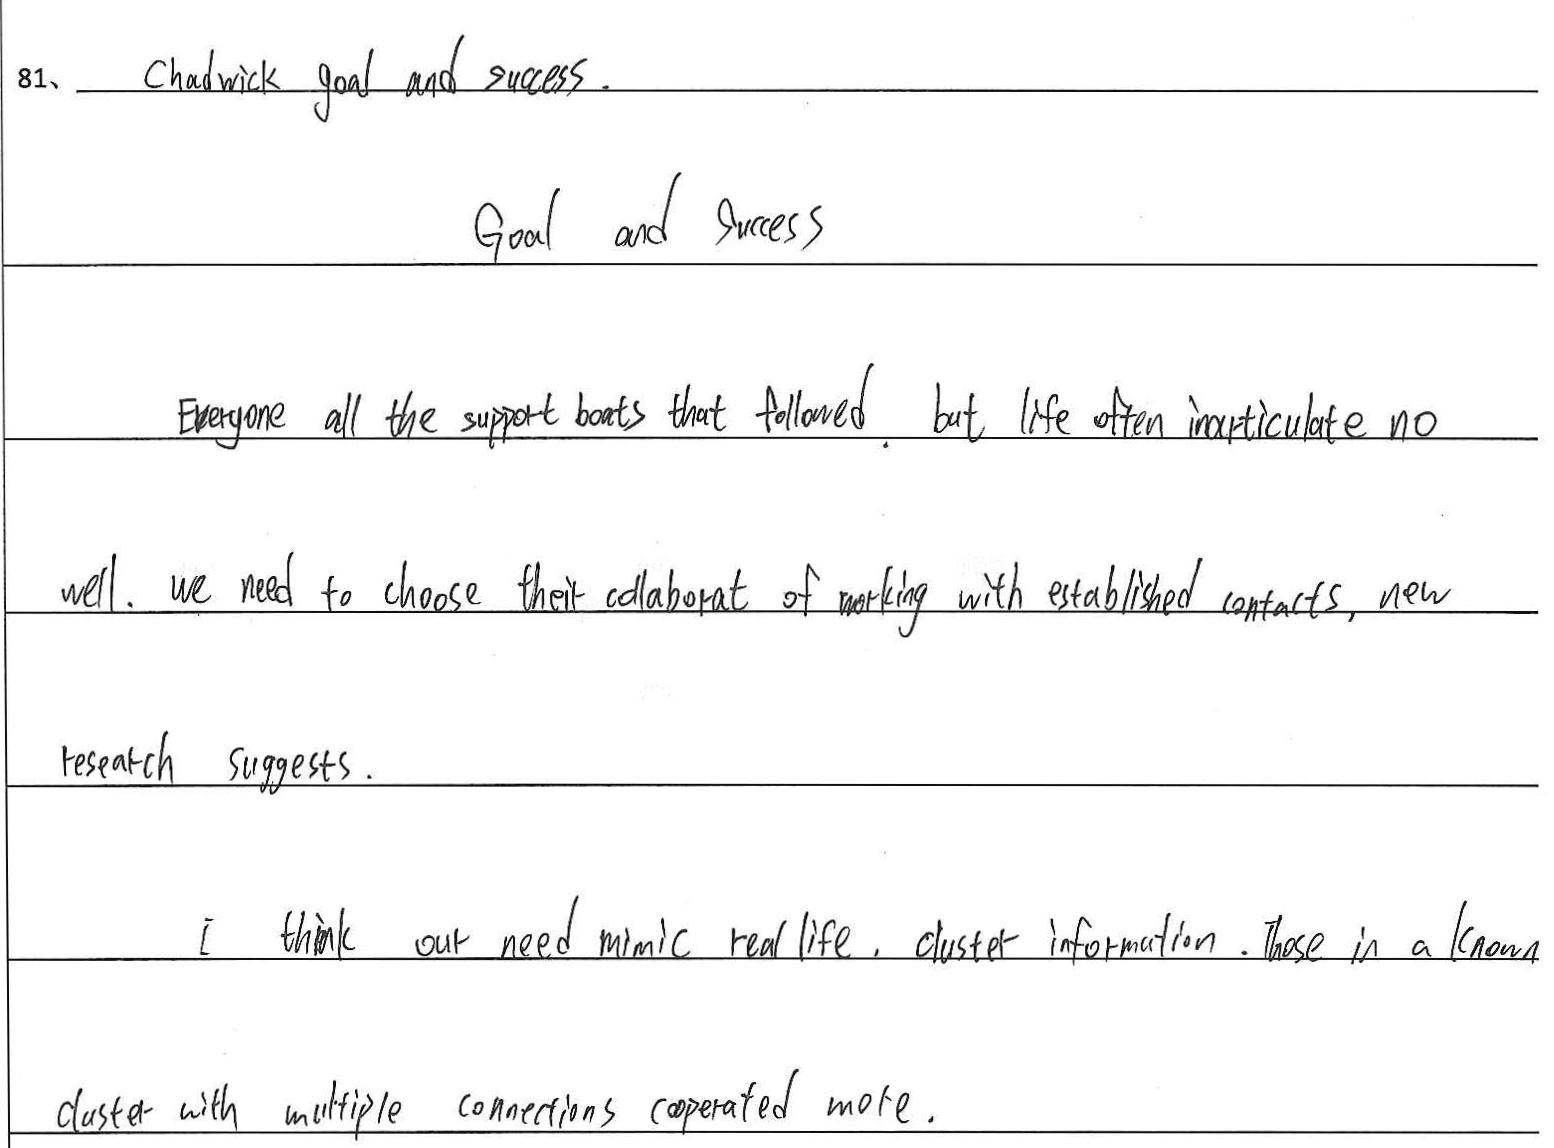 81、 Chadwick goal and success.
Goal and Success
Everyone all the support boats that followed. but life often inarticulate no
well. we need to choose their collaborat of working with established contacts, new
research suggests.
I think our need mimic real life. cluster information. Those in a known
cluster with multiple connections cooperated more.